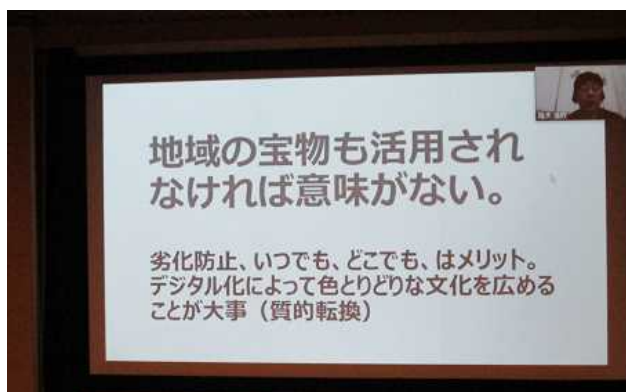 地域の宝物も活用され
なければ意味がない。
劣化防止、いつでも、どこでも、はメリット。
デジタル化によって色とりどりな文化を広める
ことが大事（質的転換）